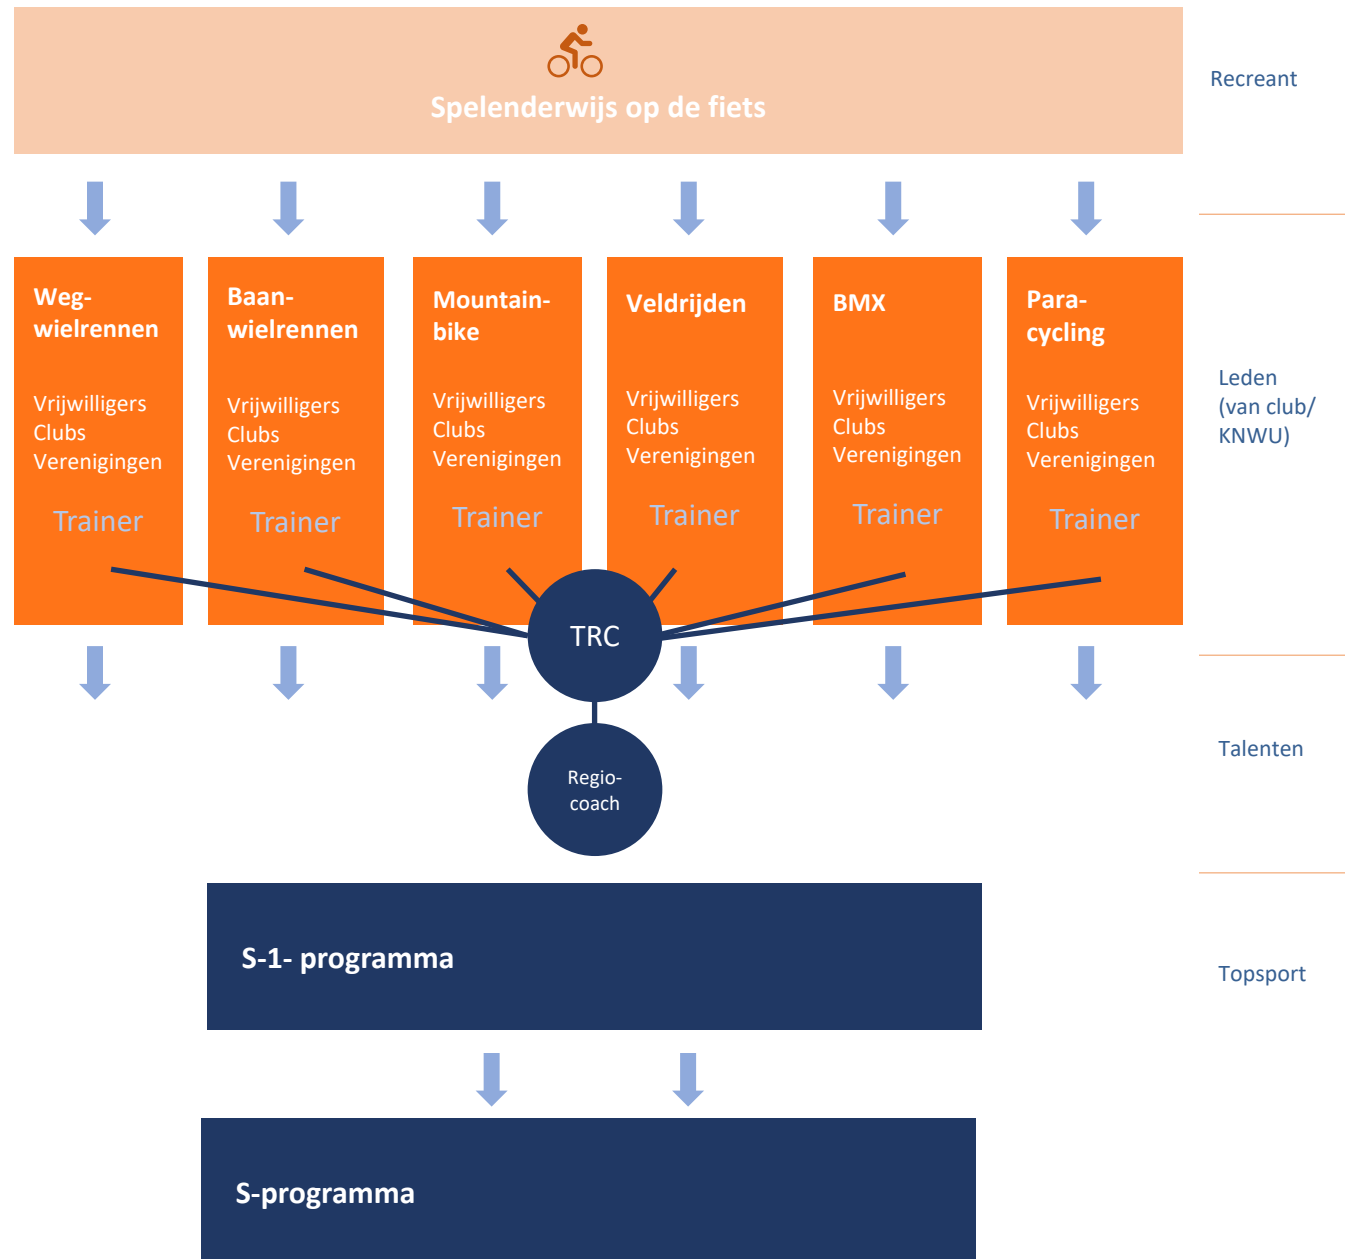 Spelenderwijs op de fiets
Recreant
Weg-
wielrennen
Vrijwilligers
Clubs
Verenigingen
Trainer
Baan-
wielrennen
Vrijwilligers
Clubs
Verenigingen
Trainer
Mountain-
bike
Vrijwilligers
Clubs
Verenigingen
Trainer
Veldrijden
Vrijwilligers
Clubs
Verenigingen
Trainer
BMX
Vrijwilligers
Clubs
Verenigingen
Trainer
Para-
cycling
Vrijwilligers
Clubs
Verenigingen
Trainer
Leden
(van club/
KNWU)
TRC
Regio-
coach
Talenten
S-1- programma
Topsport
S-programma